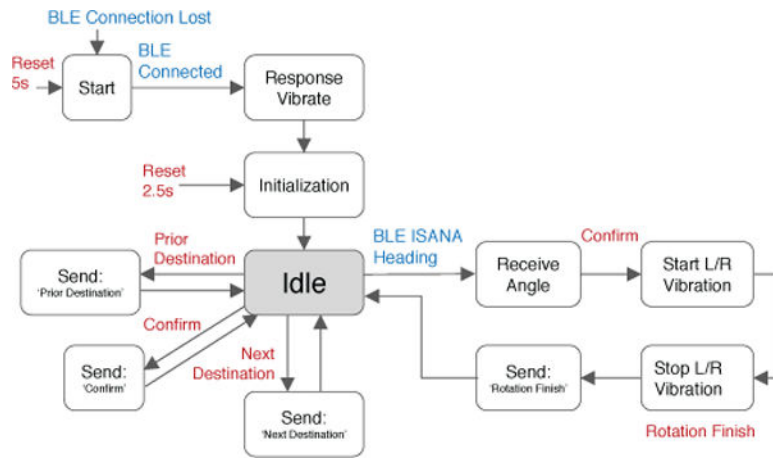 BLE Connection Lost
Reset
5s
Start
BLE
Connected
Response
Vibrate
Reset
2.5s
Initialization
Prior
Destination
Send:
'Prior Destination'
Idle
BLE ISANA
Heading
Receive
Angle
Confirm
Start L/R
Vibration
Confirm
Send:
'Confirm'
Next
Destination
Send:
'Next Destination'
Send:
'Rotation Finish'
Stop L/R
Vibration
Rotation Finish